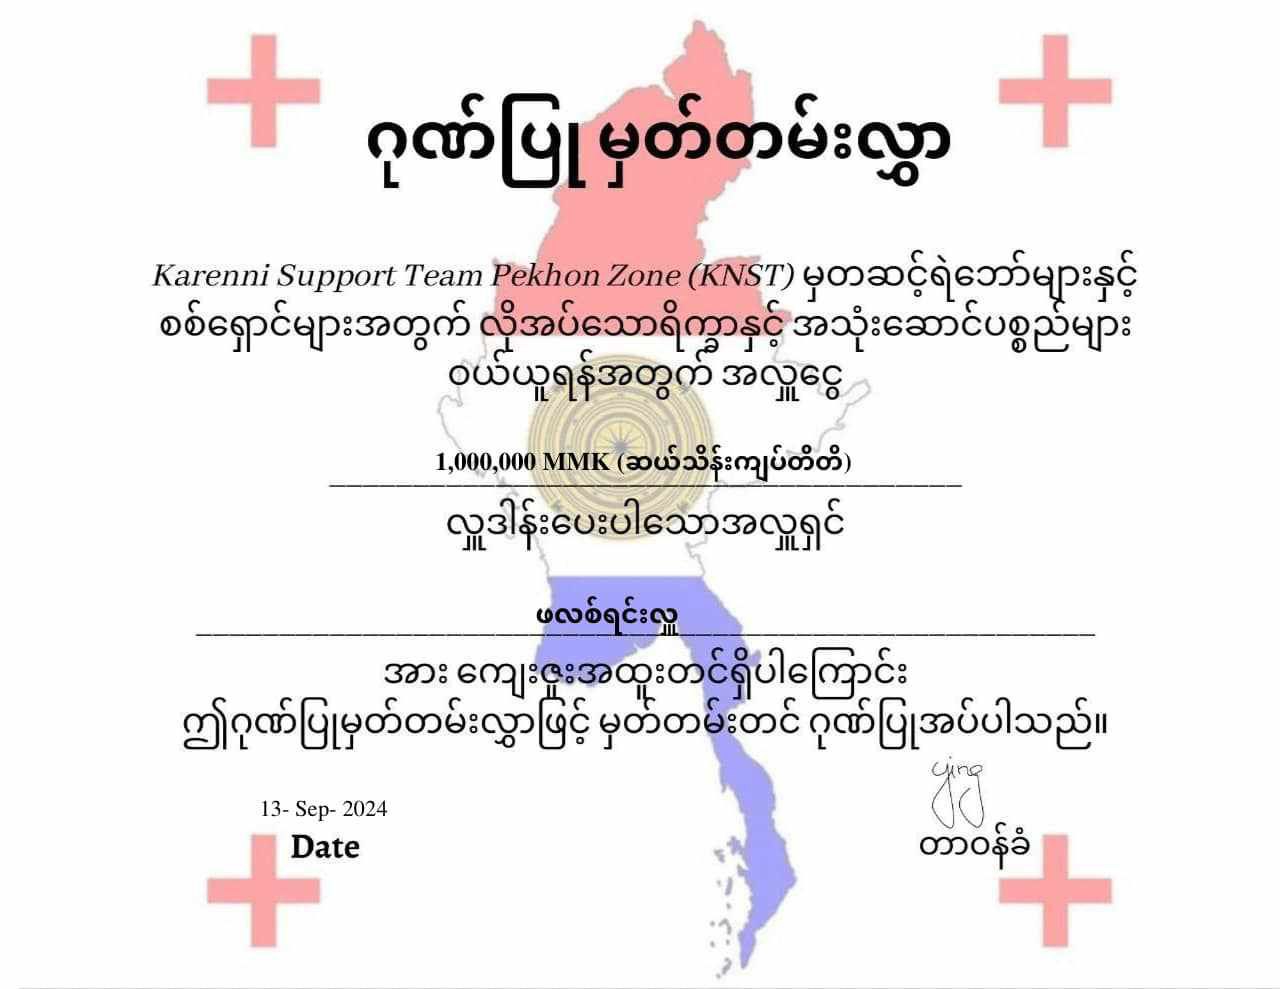 ဂုဏ်ပြု မှတ်တမ်းလွှာ
Karenni Support Team Pekhon Zone (KNST) မှတဆင့်ရဲဘော်များနှင့်
စစ်ရှောင်များအတွက် လိုအပ်သောရိက္ခာနှင့် အသုံးဆောင်ပစ္စည်များ
ဝယ်ယူရန်အတွက် အလှူငွေ
1,000,000 MMK (ဆယ်သိန်းကျပ်တိတိ)
လှူဒါန်းပေးပါသောအလှူရှင်
ဖလစ်ရင်းလှူ
အား ကျေးဇူးအထူးတင်ရှိပါကြောင်း
ဤဂုဏ်ပြုမှတ်တမ်းလွှာဖြင့် မှတ်တမ်းတင် ဂုဏ်ပြုအပ်ပါသည်။
13- Sep- 2024
Date
ying
တာဝန်ခံ